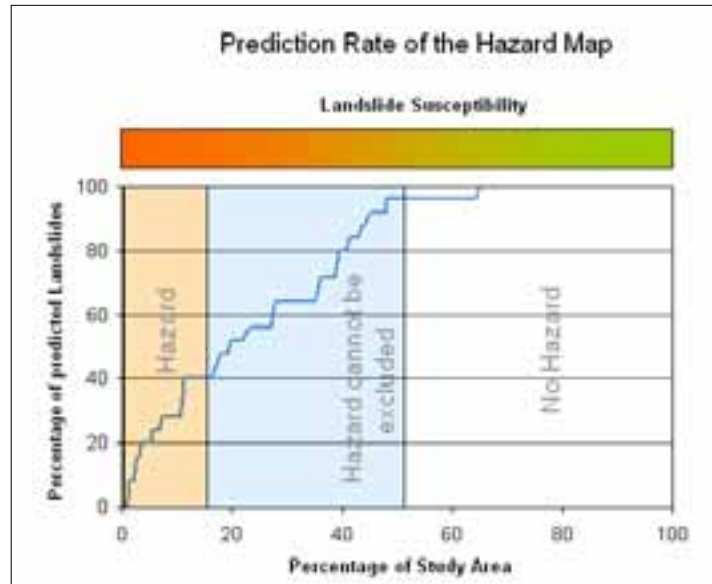 Prediction Rate of the Hazard Map
Landslide Susceptibility
Percentage of predicted Landslides
100
80
60
40
20
0
Hazard
Hazard cannot be
excluded
No Hazard
0 20 40 60 80 100
Percentage of Study Area